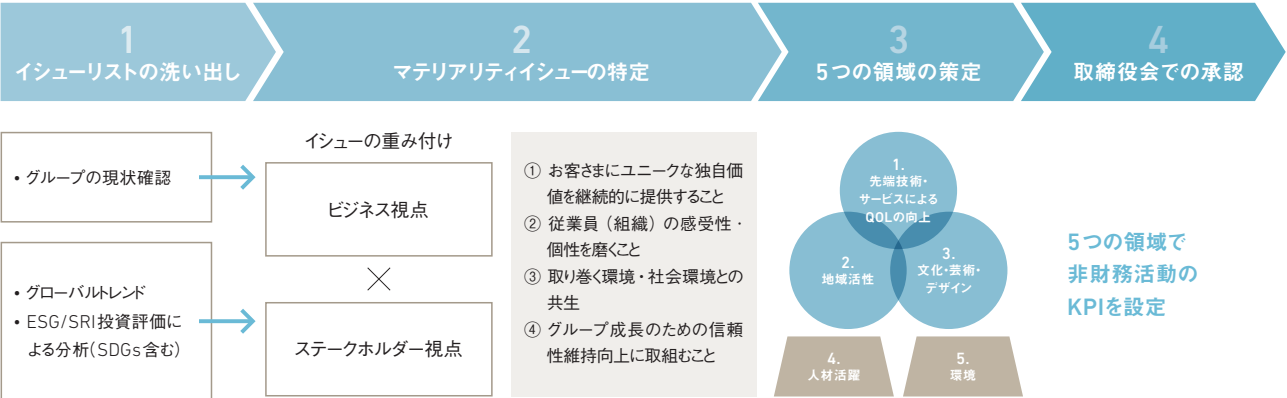 1
イシューリストの洗い出し
2
マテリアリティイシューの特定
3
5つの領域の策定
4
取締役会での承認
• グループの現状確認
• グローバルトレンド
• ESG/SRI投資評価に
よる分析(SDGs含む)
イシューの重み付け
ビジネス視点
×
ステークホルダー視点
① お客さまにユニークな独自価
値を継続的に提供すること
② 従業員（組織）の感受性・
個性を磨くこと
③ 取り巻く環境・社会環境との
共生
④ グループ成長のための信頼
性維持向上に取組むこと
1.
先端技術・
サービスによる
QOLの向上
2.
地域活性
3.
文化・芸術・
デザイン
4.
人材活躍
5.
環境
5つの領域で
非財務活動の
KPIを設定